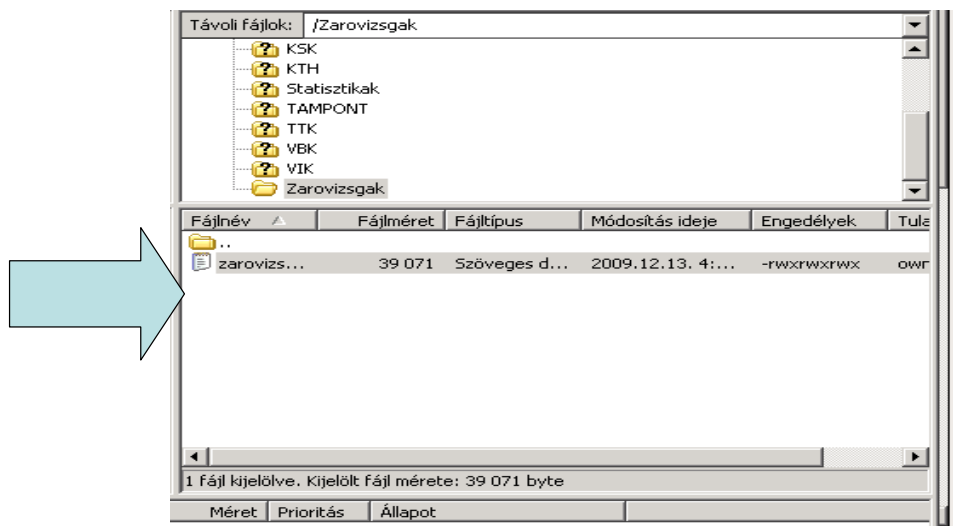 Távoli fájlok: /Zarovizsgak
KSK
KTH
Statisztikak
TAMPONT
TTK
VBK
VIK
Zarovizsgak
Fájlnév Fájlméret Fájltípus Módosítás ideje Engedélyek Tula
..
zarovizs... 39 071 Szöveges d... 2009.12.13. 4:... -rwxrwxrwx owr
1 fájl kijelölve. Kijelölt fájl mérete: 39 071 byte
Méret Prioritás Állapot